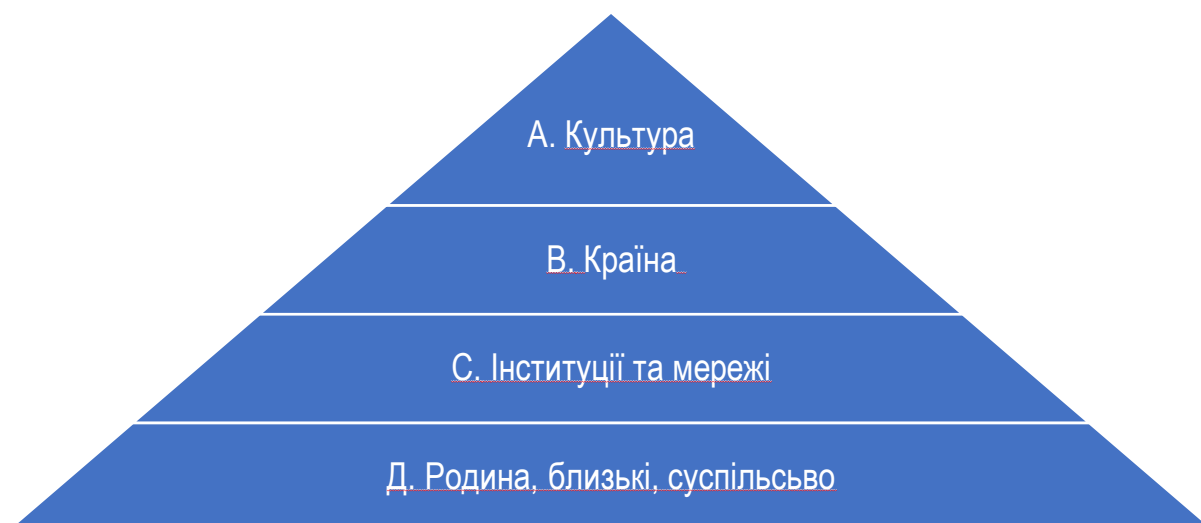 А. Культура
В. Країна
С. Інституції та мережі
Д. Родина, близькі, суспільсьво